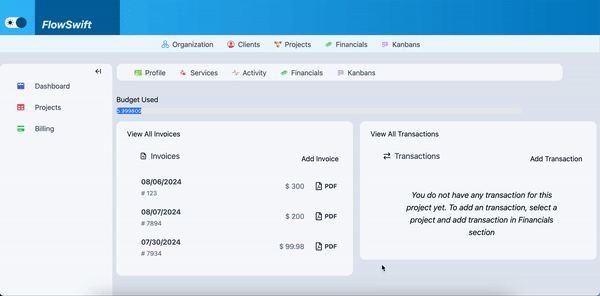 FlowSwift
Organization Clients Projects Financials Kanbans
Profile Services Activity Financials Kanbans
Dashboard
Projects
Billing
Budget Used
5.999800
View All Invoices
Invoices Add Invoice
08/06/2024
# 123
$ 300 PDF
08/07/2024
# 7894
$ 200 PDF
07/30/2024
# 7934
$ 99.98 PDF
View All Transactions
Transactions Add Transaction
You do not have any transaction for this
project yet. To add an transaction, select a
project and add transaction in Financials
section